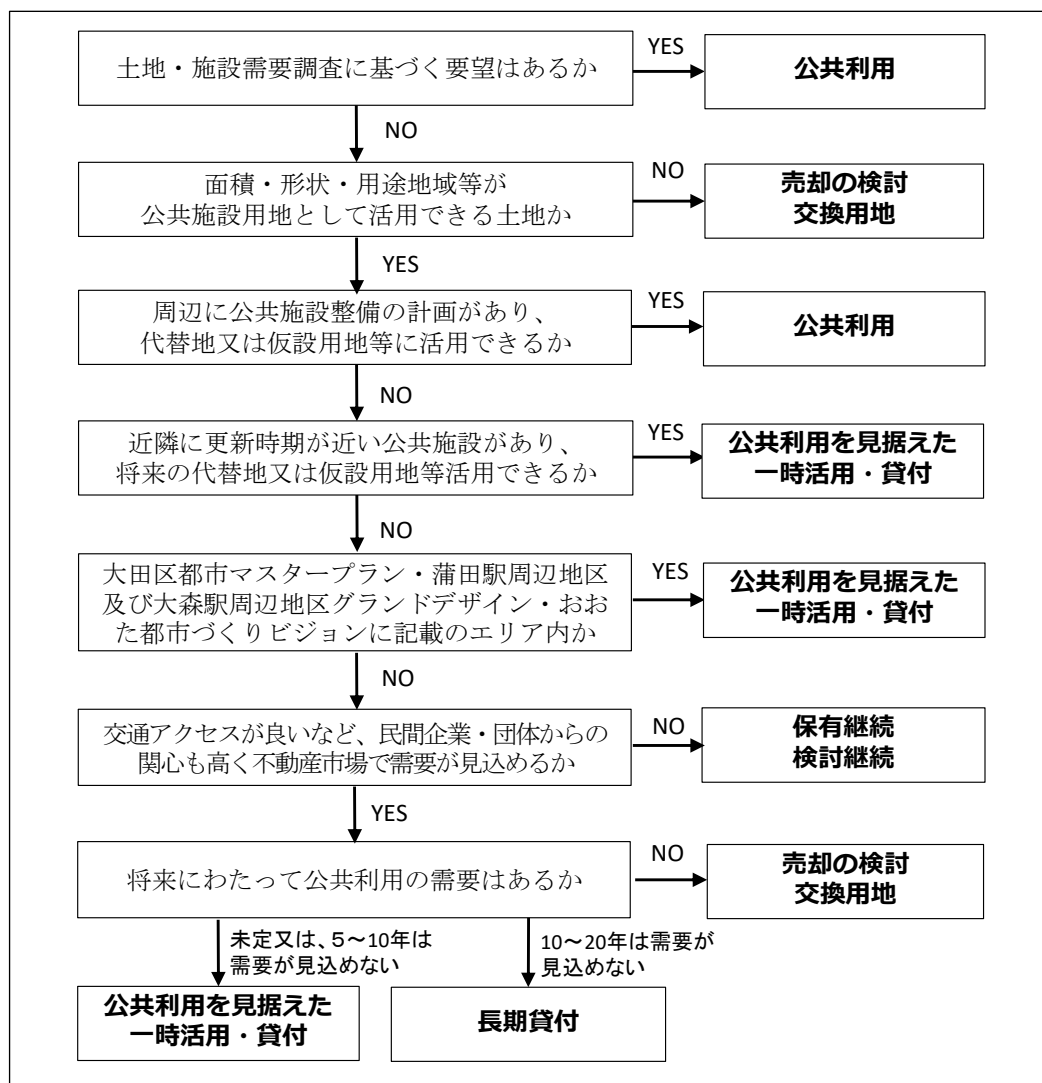 土地・施設需要調査に基づく要望はあるか
YES
公共利用
NO
面積・形状・用途地域等が
公共施設用地として活用できる土地か
NO
売却の検討
交換用地
YES
周辺に公共施設整備の計画があり、
代替地又は仮設用地等に活用できるか
YES
公共利用
NO
近隣に更新時期が近い公共施設があり、
将来の代替地又は仮設用地等活用できるか
YES
公共利用を見据えた
一時活用・貸付
NO
大田区都市マスタープラン・蒲田駅周辺地区
及び大森駅周辺地区グランドデザイン・おお
た都市づくりビジョンに記載のエリア内か
YES
公共利用を見据えた
一時活用・貸付
NO
交通アクセスが良いなど、民間企業・団体からの
関心も高く不動産市場で需要が見込めるか
NO
保有継続
検討継続
YES
将来にわたって公共利用の需要はあるか
NO
売却の検討
交換用地
未定又は、5～10年は
需要が見込めない
10～20年は需要が
見込めない
公共利用を見据えた
一時活用・貸付
長期貸付